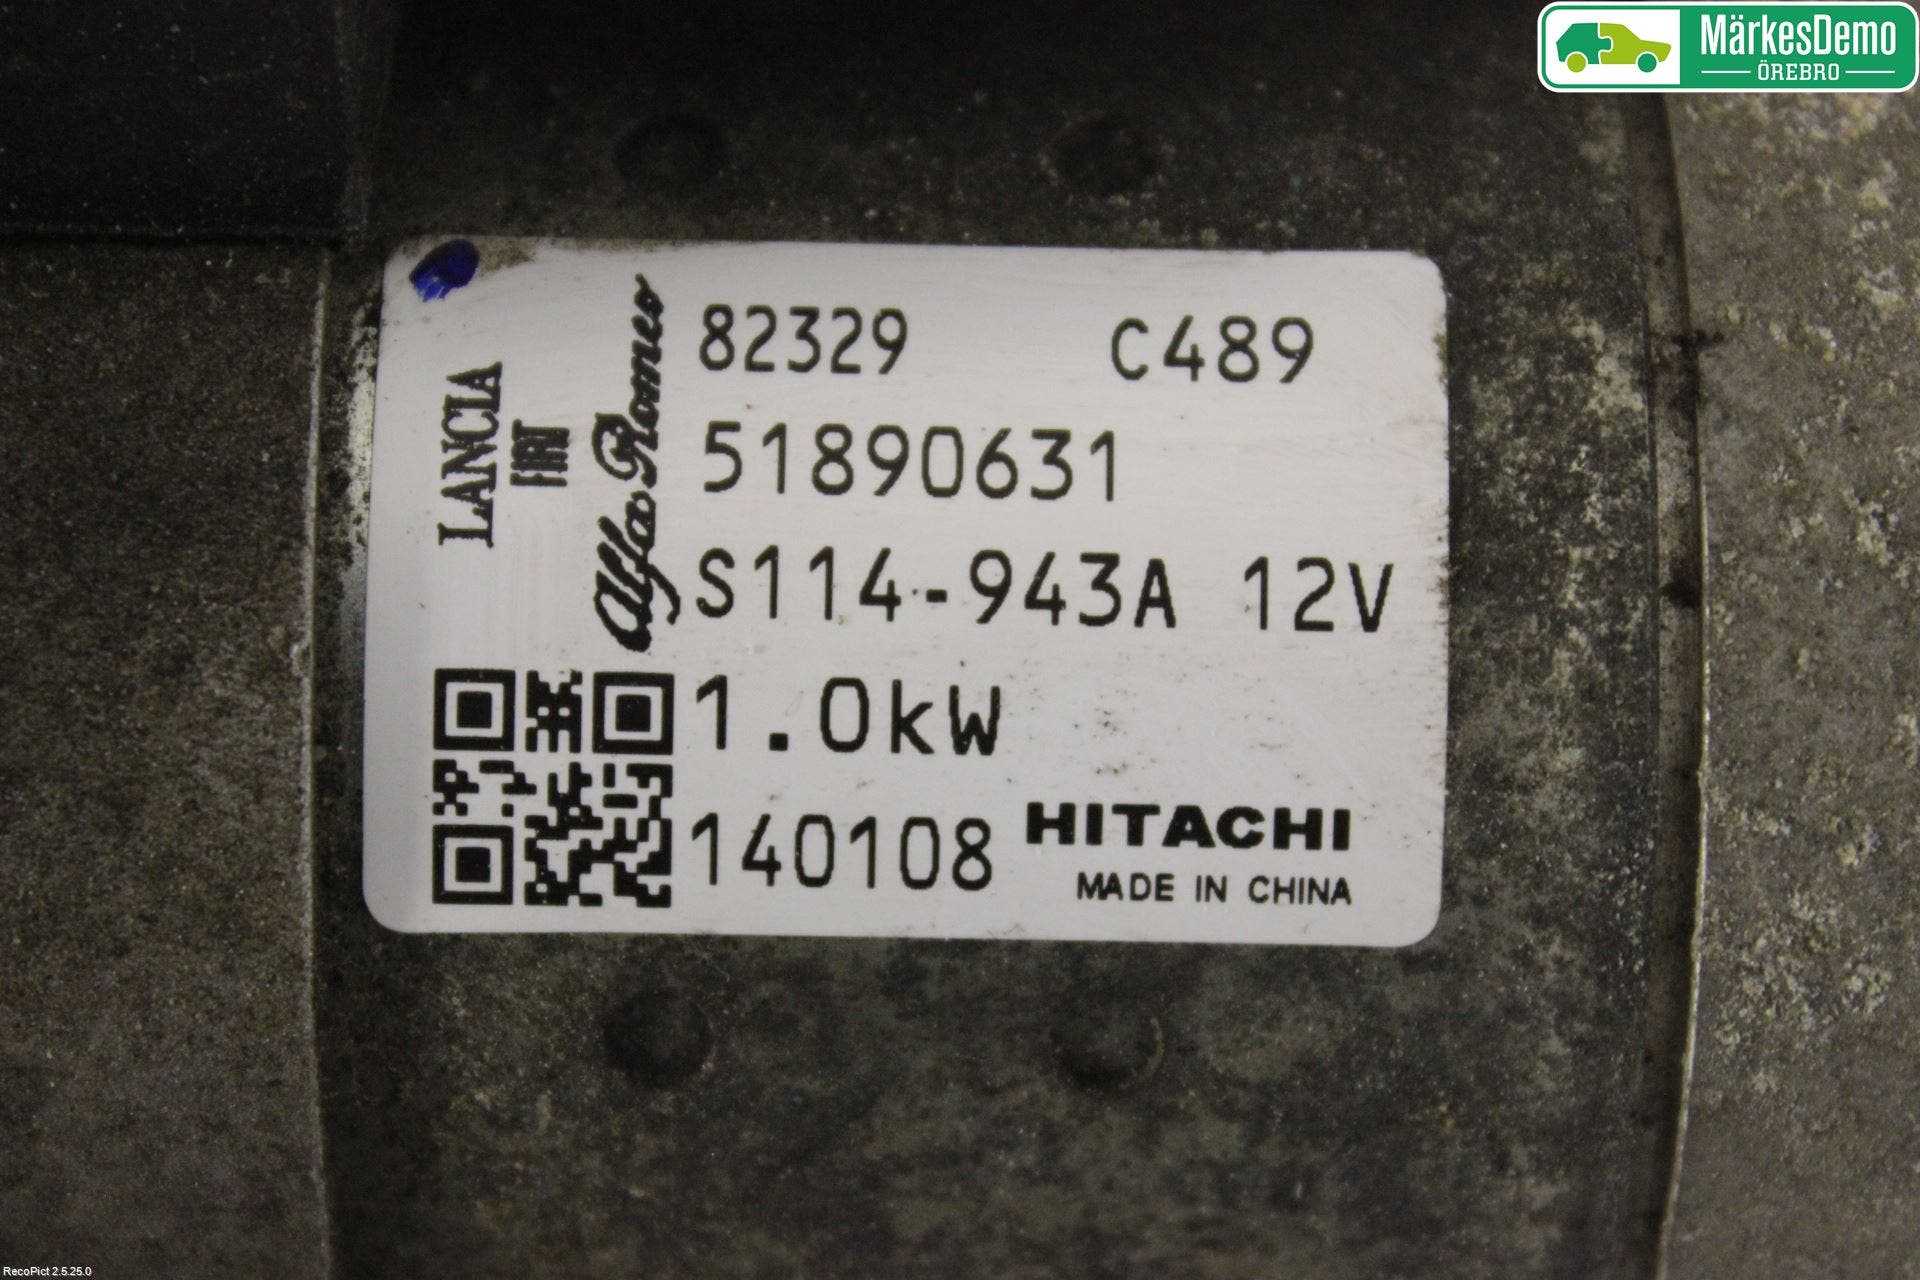 MärkesDemo
ÖREBRO
LANCIA
FIAT
Alfa Romeo
82329 C489
51890631
S114-943A 12V
1.0kW
140108 HITACHI
MADE IN CHINA
RecoPict 2.5.25.0